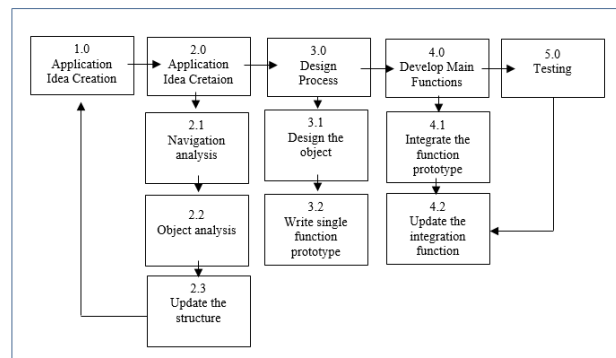 1.0
Application
Idea Creation
2.0
Application
Idea Cretaion
3.0
Design
Process
4.0
Develop Main
Functions
5.0
Testing
2.1
Navigation
analysis
3.1
Design the
object
4.1
Integrate the
function
prototype
2.2
Object analysis
3.2
Write single
function
prototype
4.2
Update the
integration
function
2.3
Update the
structure